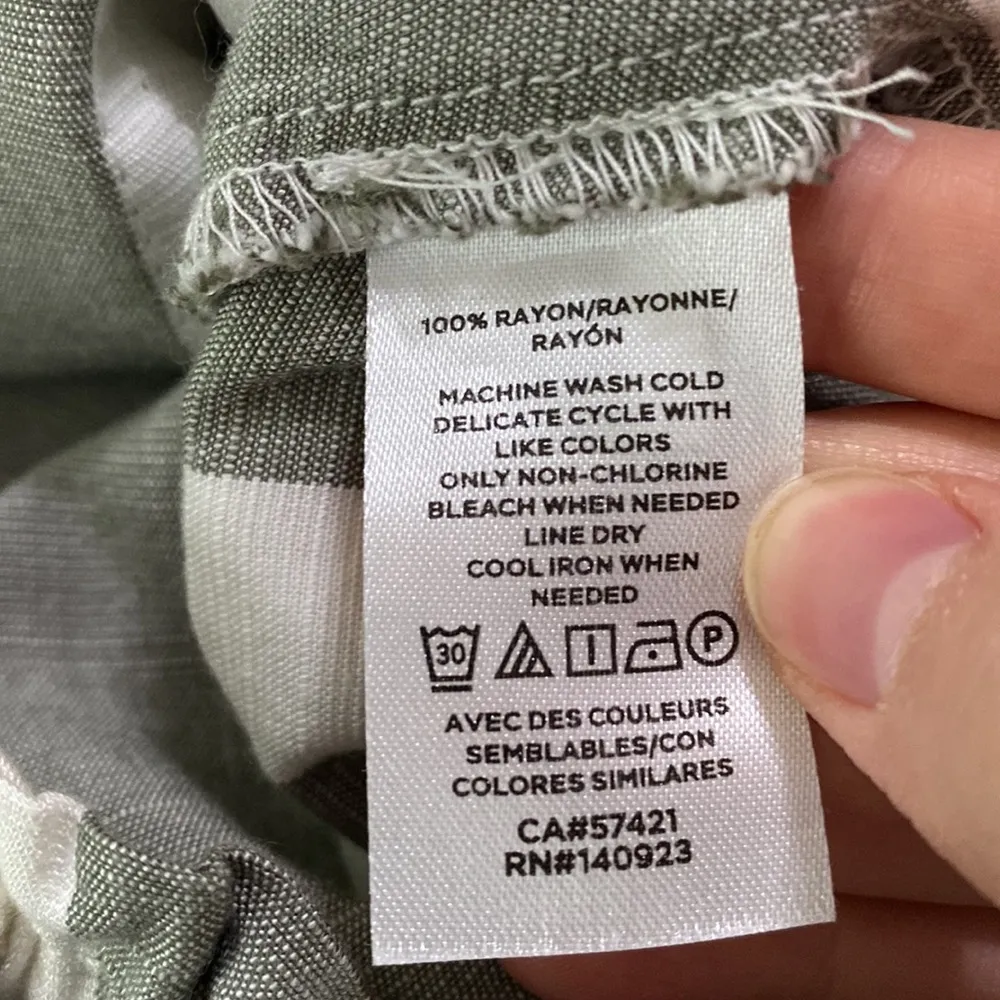 100% RAYON/RAYONNE/
RAYÓN
MACHINE WASH COLD
DELICATE CYCLE WITH
LIKE COLORS
ONLY NON-CHLORINE
BLEACH WHEN NEEDED
LINE DRY
COOL IRON WHEN
NEEDED
30 P
AVEC DES COULEURS
SEMBLABLES/CON
COLORES SIMILARES
CA#57421
RN#140923